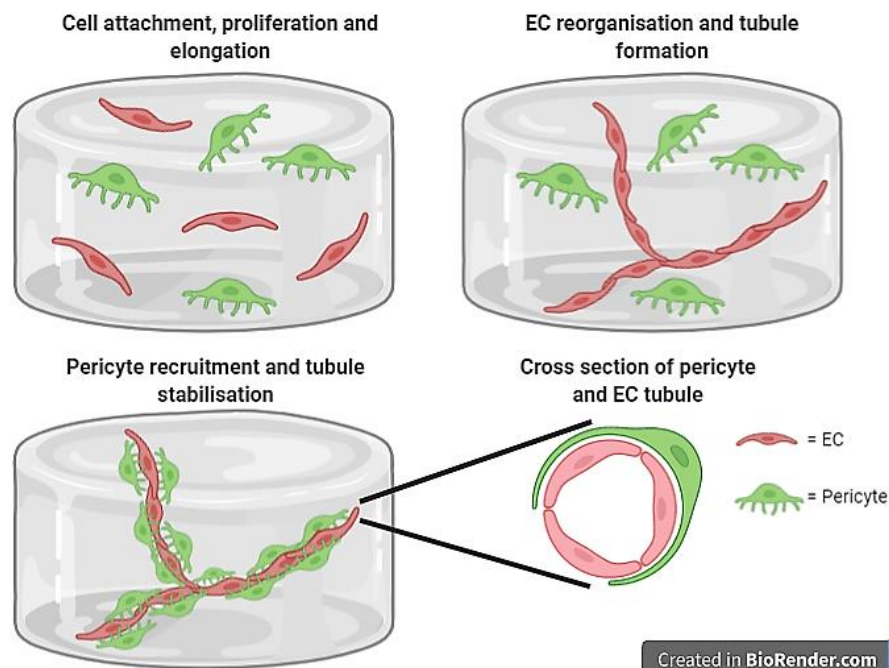 Cell attachment, proliferation and
elongation
EC reorganisation and tubule
formation
Pericyte recruitment and tubule
stabilisation
Cross section of pericyte
and EC tubule
= EC
= Pericyte
Created in BioRender.com